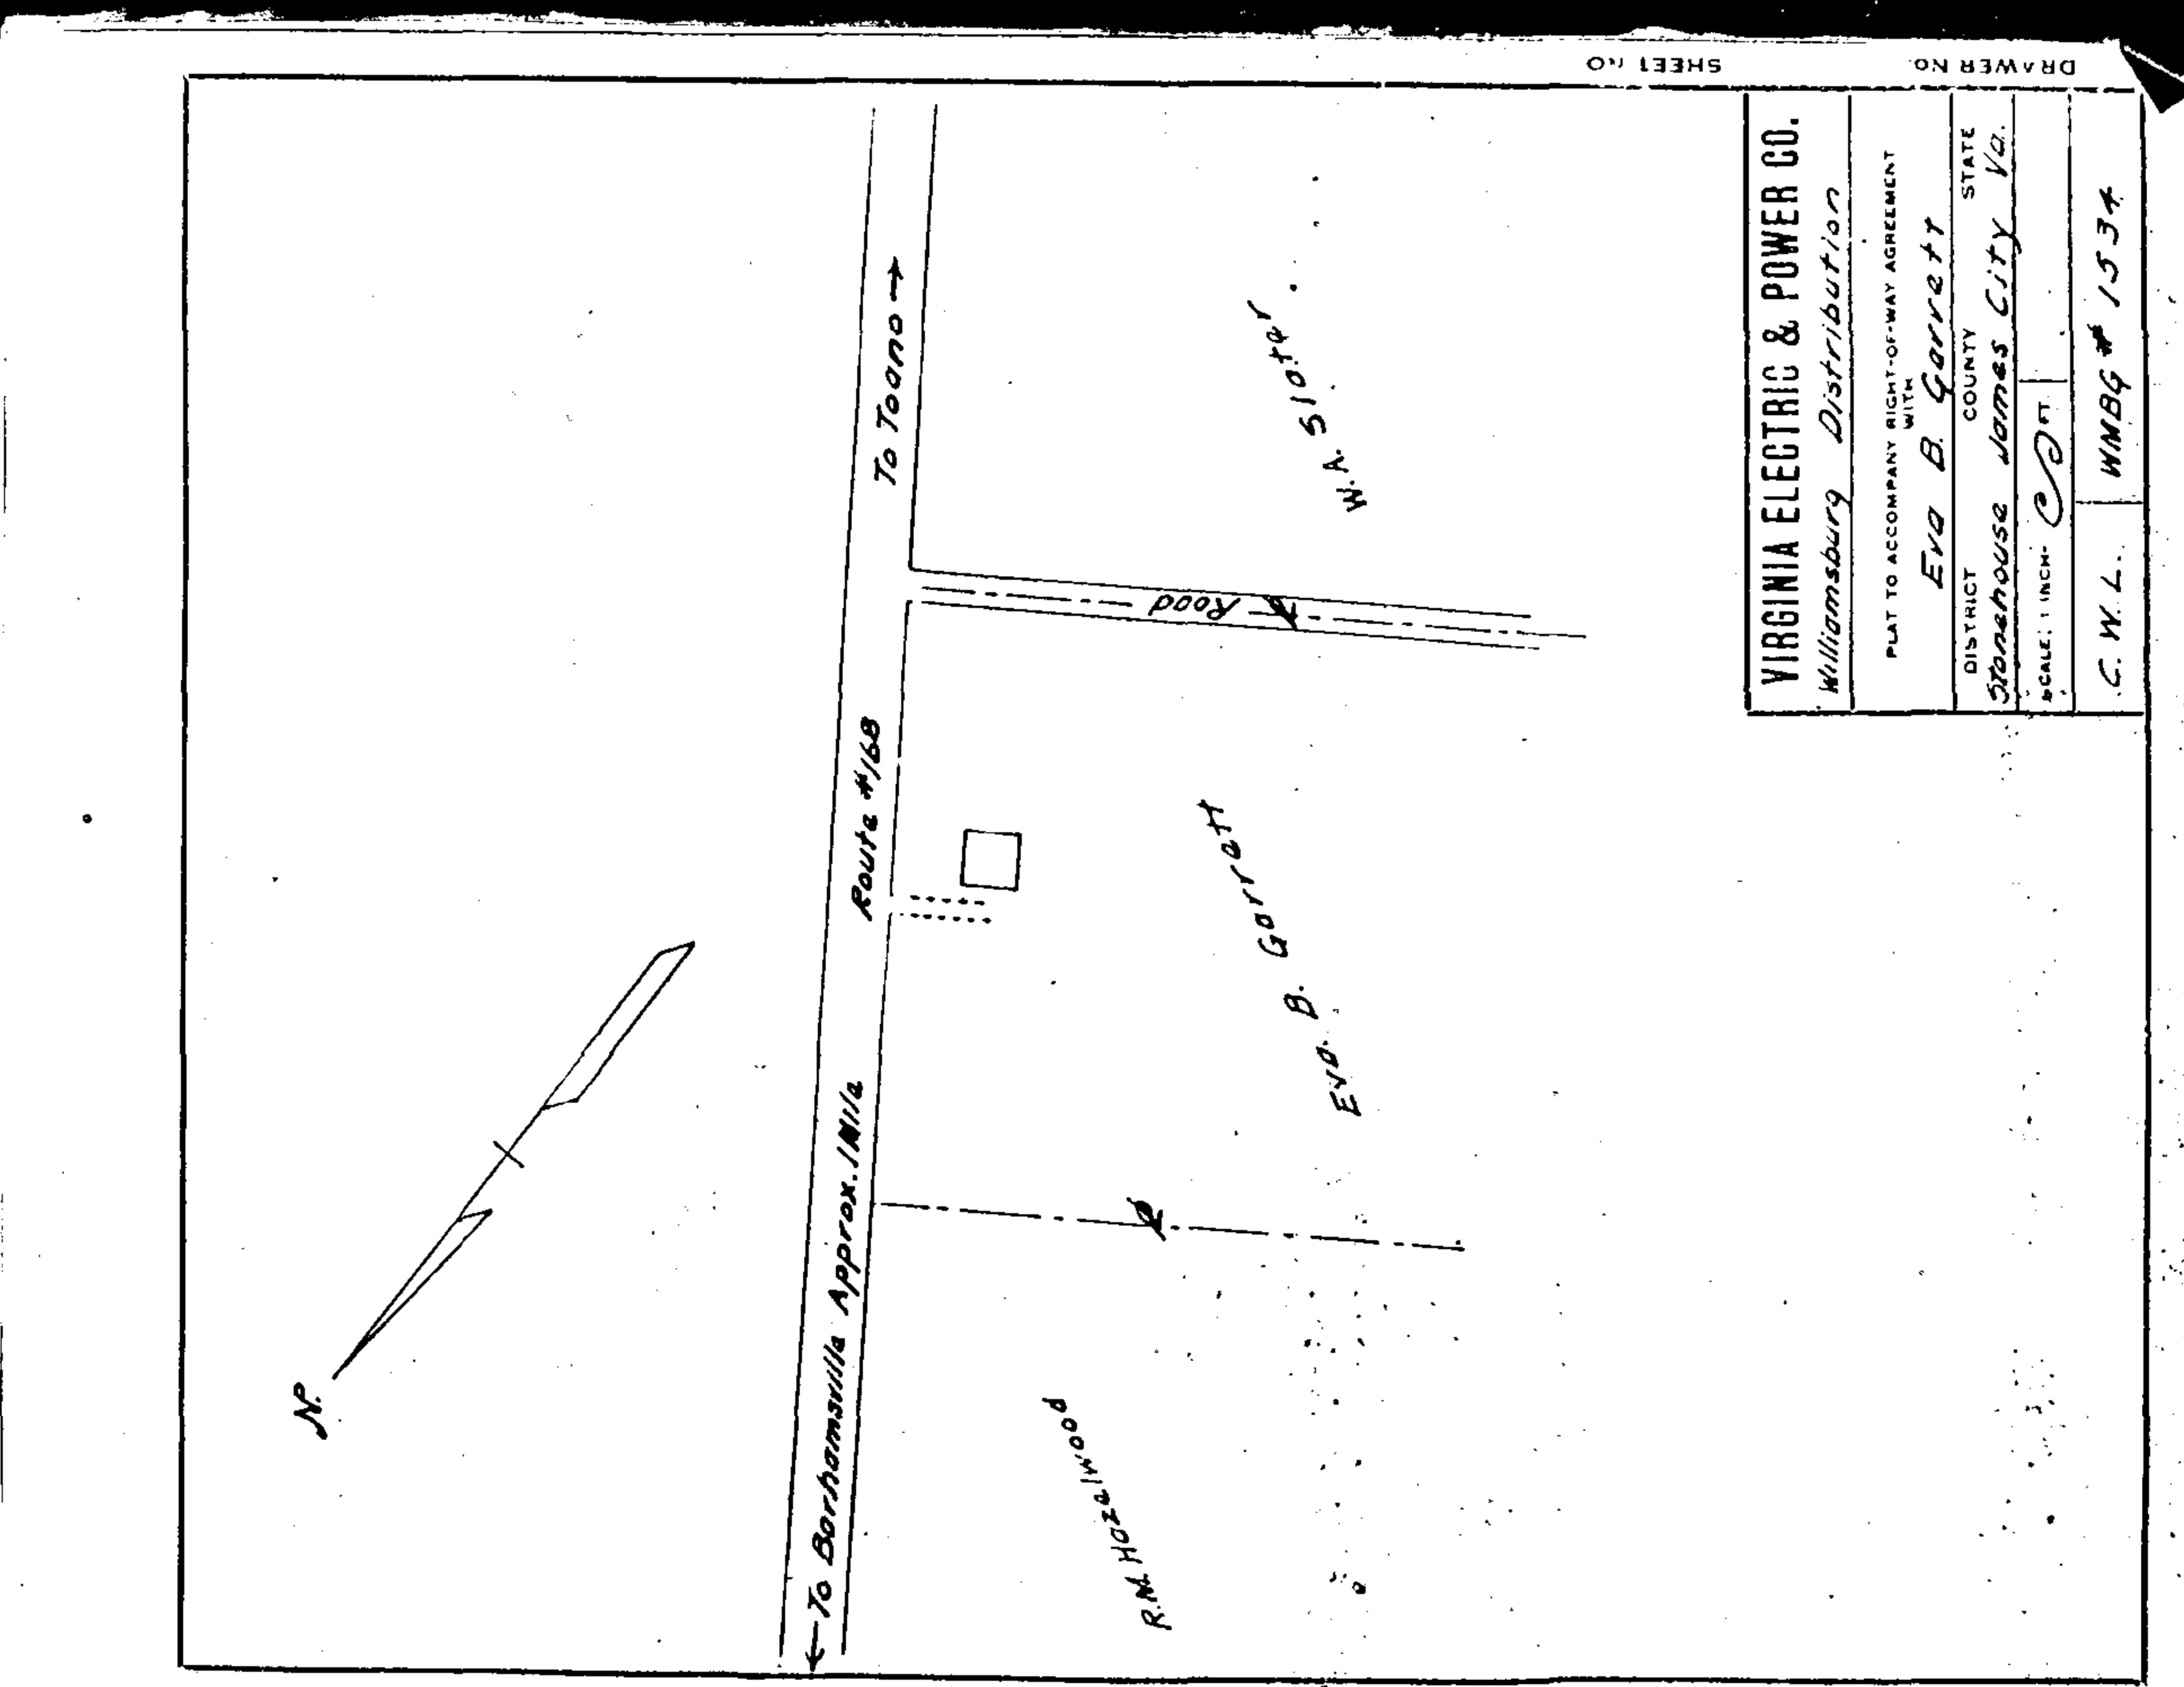 DRAWER NO.
SHEET NO
N.
← To Barhamsville Approx. 1 Mile
Route #168
To Toano →
Road
R.M. Hazelwood
Eva. B. Garrett
W.A. Slater
VIRGINIA ELECTRIC & POWER CO.
Williamsburg Distribution
PLAT TO ACCOMPANY RIGHT-OF-WAY AGREEMENT
WITH
Eva B. Garrett
DISTRICT COUNTY STATE
Stonehouse James City Va.
SCALE: 1 INCH- FT.
C.W.L. WMBG # 1534